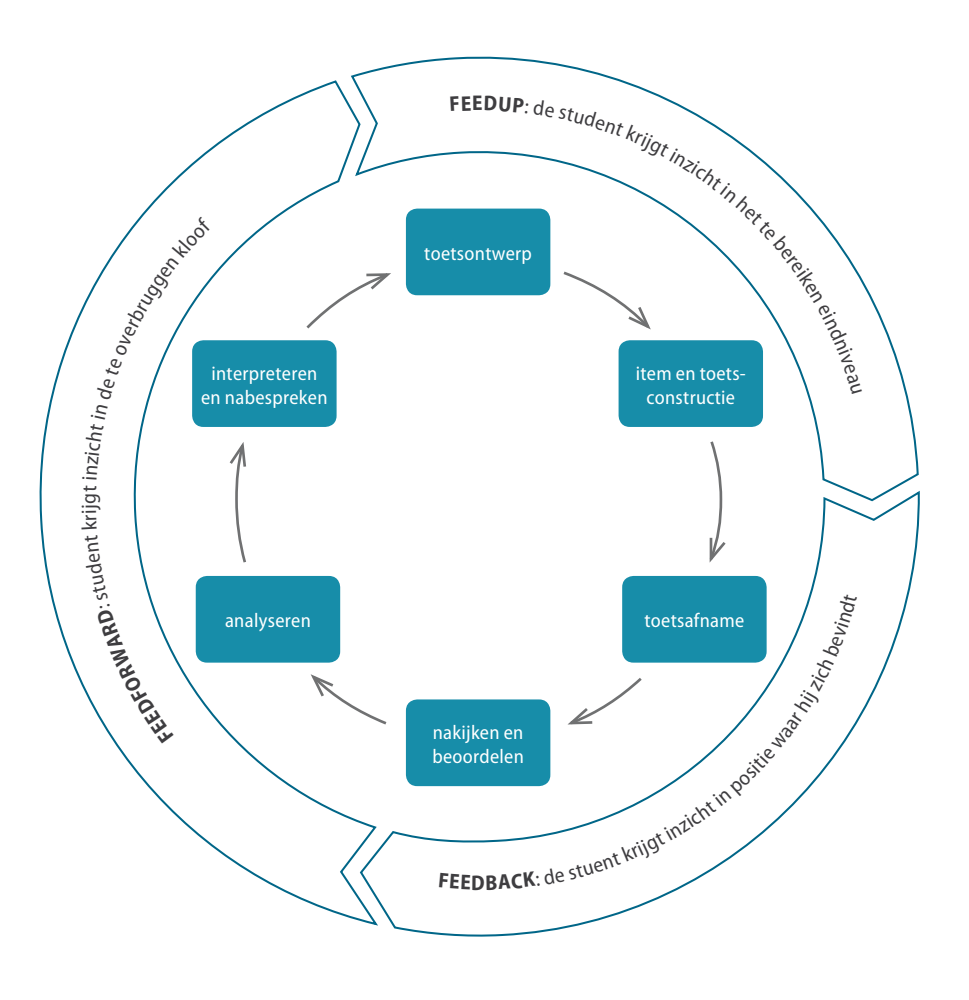 FEEDUP: de student krijgt inzicht in het te bereiken eindniveau
toetsontwerp
item en toets-
constructie
toetsafname
nakijken en
beoordelen
analyseren
interpreteren
en nabespreken
FEEDBACK: de stuent krijgt inzicht in positie waar hij zich bevindt
FEEDFORWARD: student krijgt inzicht in de te overbruggen kloof